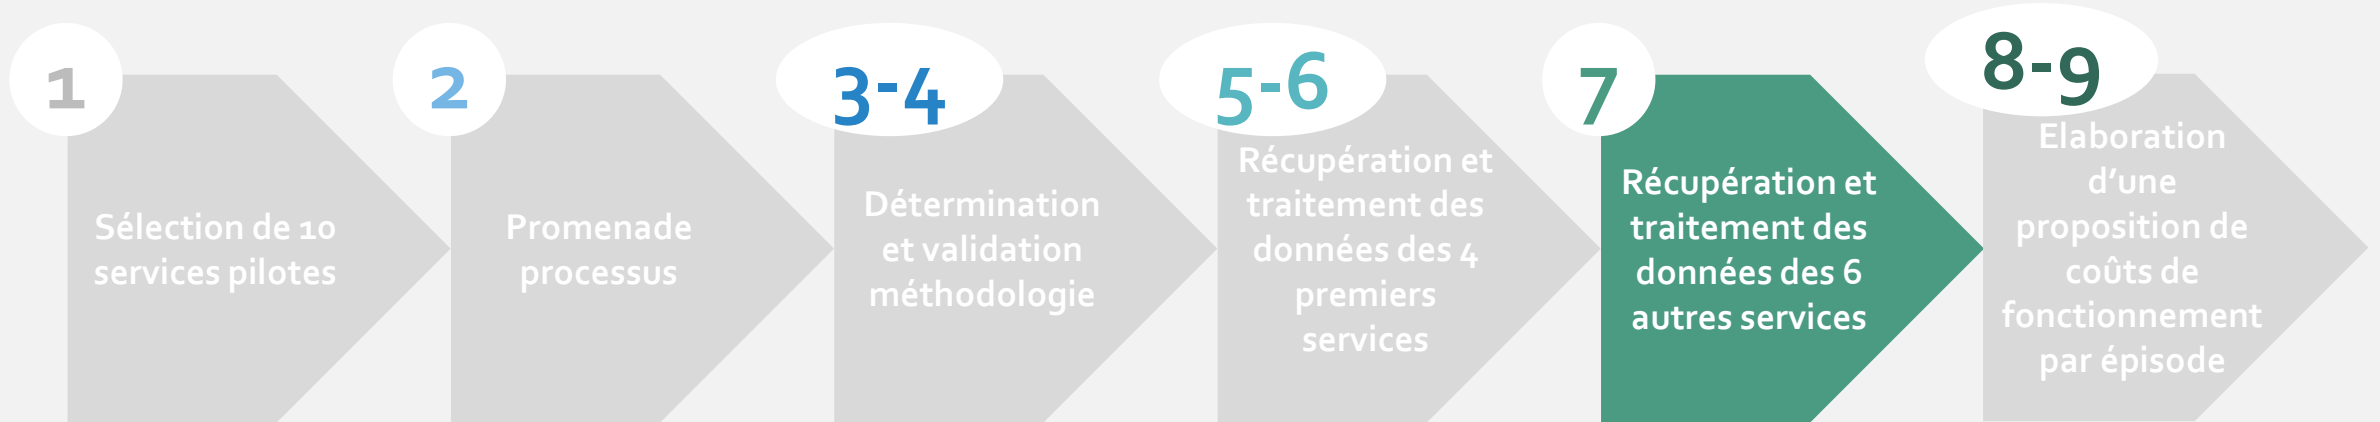 1
Sélection de 10
services pilotes
2
Promenade
processus
3-4
Détermination
et validation
méthodologie
5-6
Récupération et
traitement des
données des 4
premiers
services
7
Récupération et
traitement des
données des 6
autres services
8-9
Elaboration
d’une
proposition de
coûts de
fonctionnement
par épisode